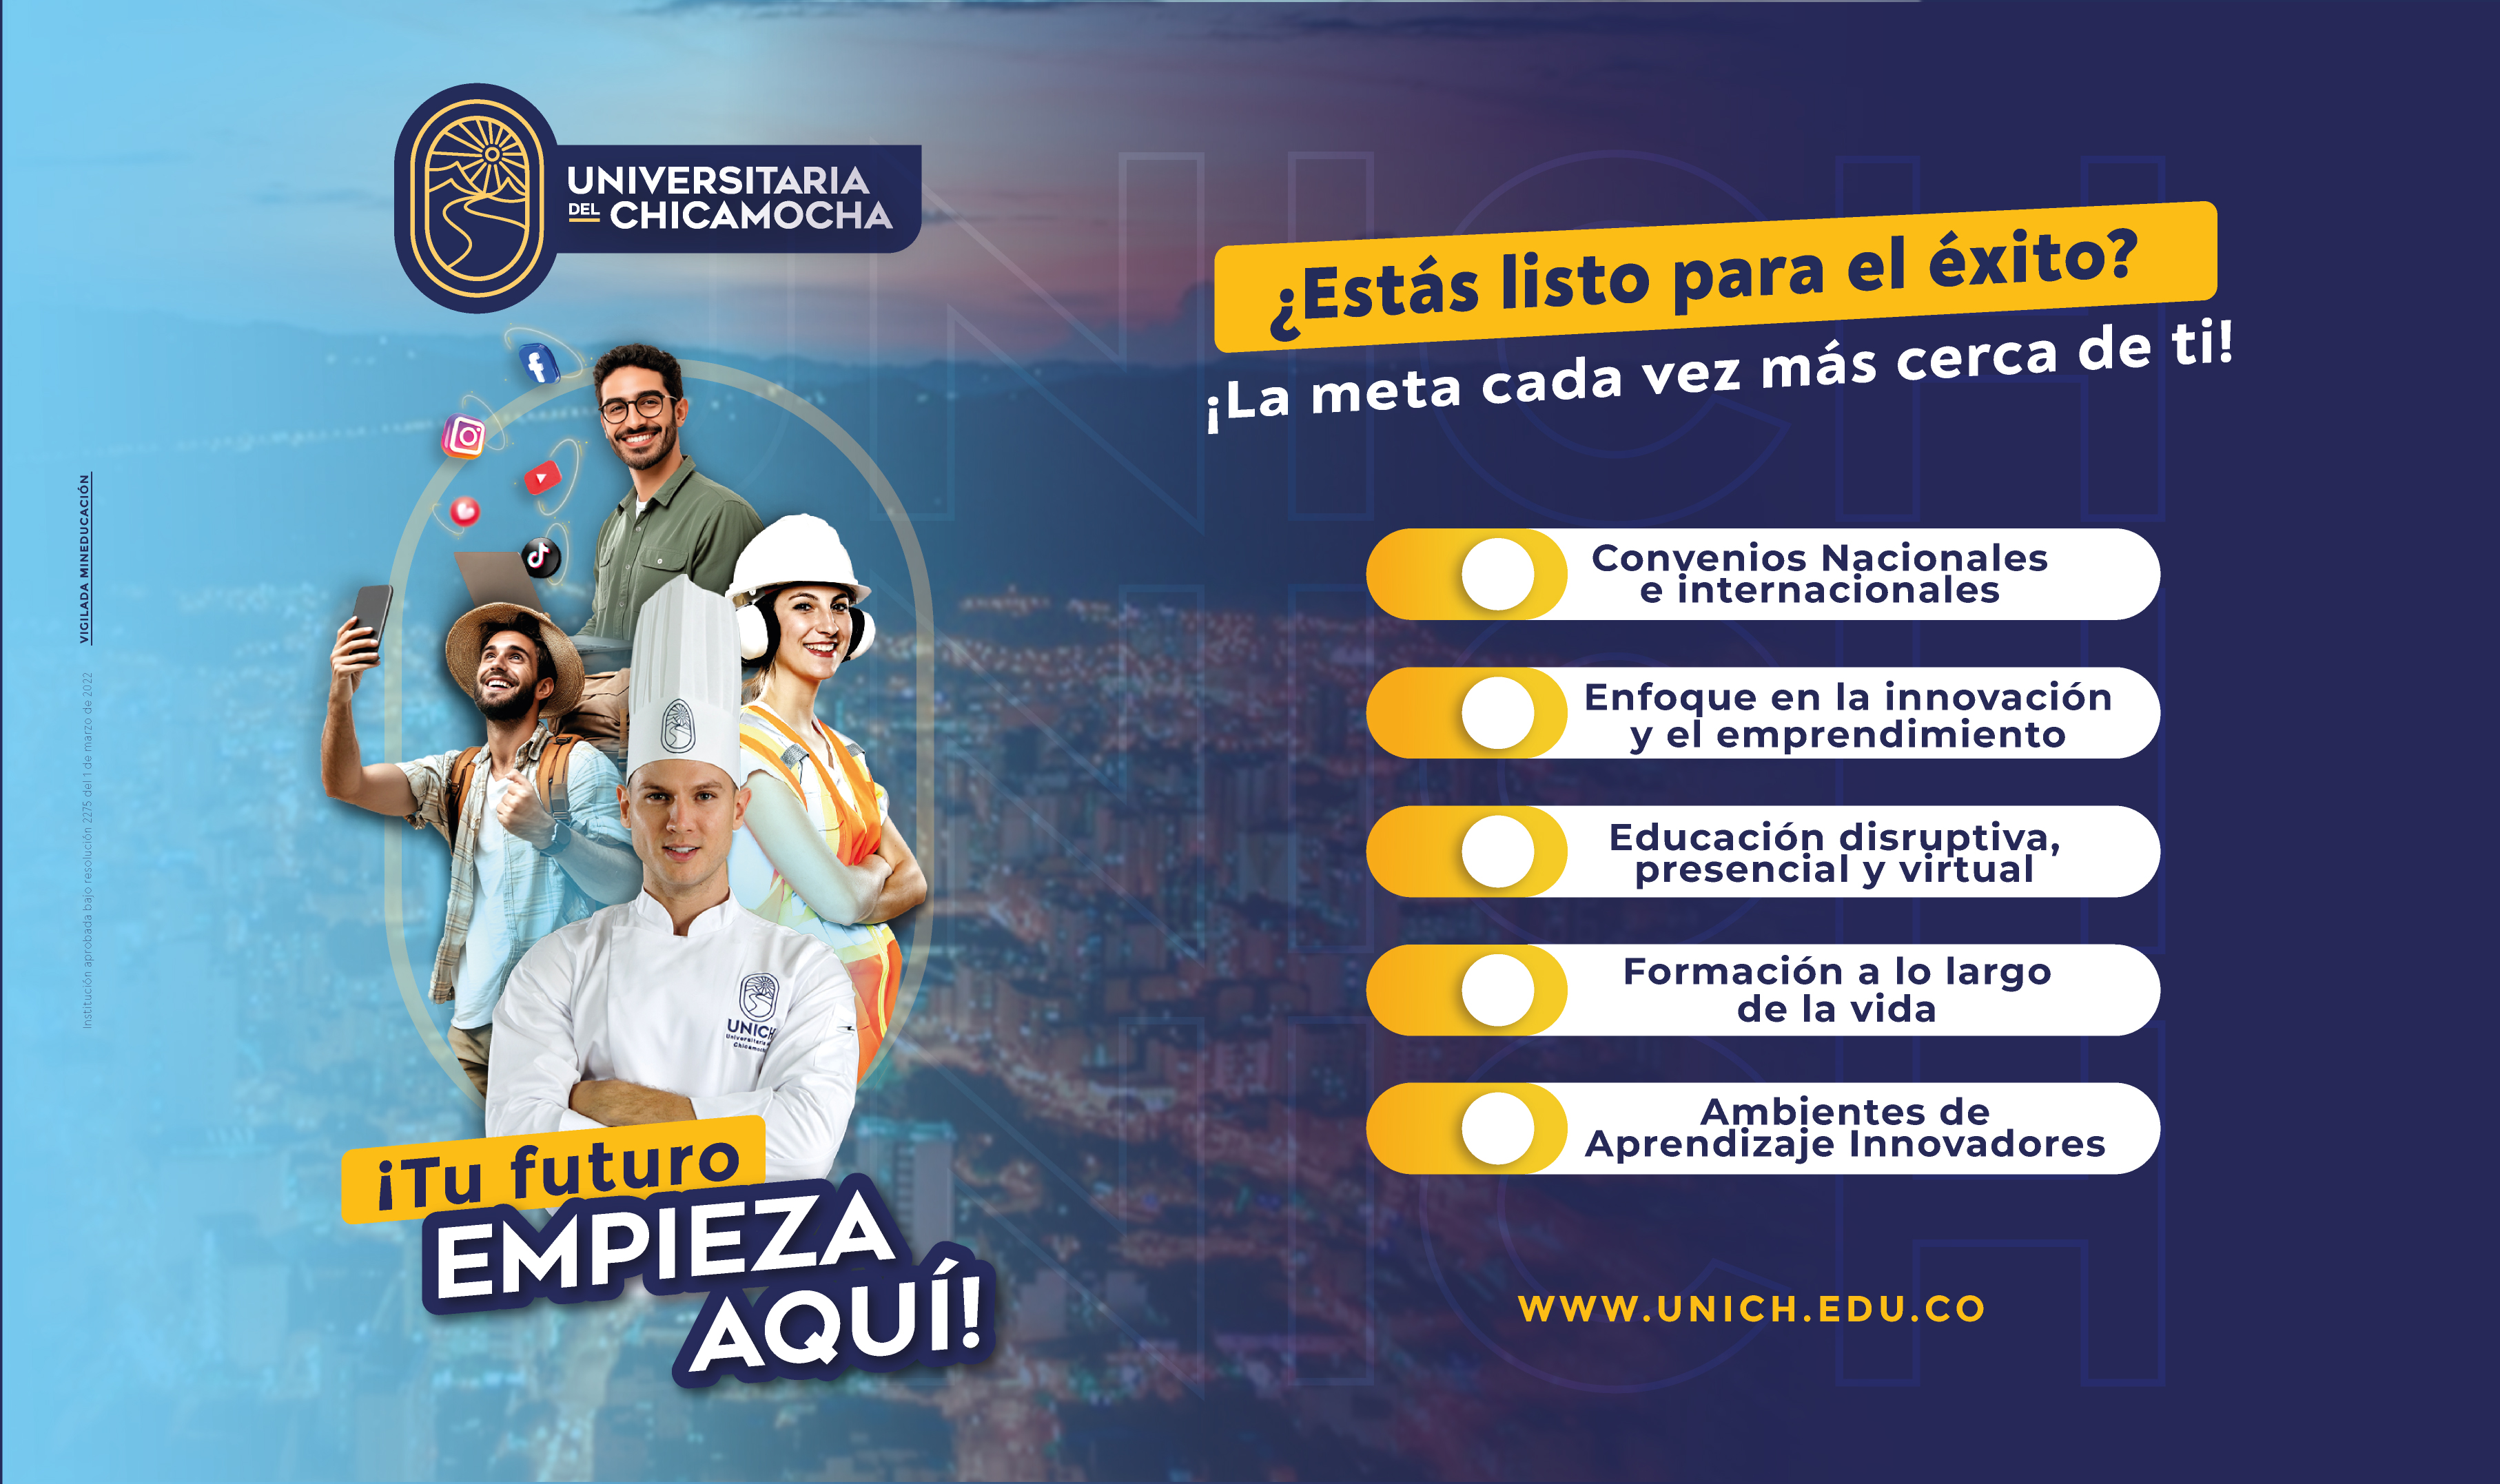 UNIVERSITARIA
DEL CHICAMOCHA
¿Estás listo para el éxito?
¡La meta cada vez más cerca de ti!
Convenios Nacionales
e internacionales
Enfoque en la innovación
y el emprendimiento
Educación disruptiva,
presencial y virtual
Formación a lo largo
de la vida
Ambientes de
Aprendizaje Innovadores
WWW.UNICH.EDU.CO
¡Tu futuro
EMPIEZA
AQUÍ!
UNICH
Institución aprobada bajo resolución 2275 del 1 de marzo de 2022 VIGILADA MINEDUCACIÓN